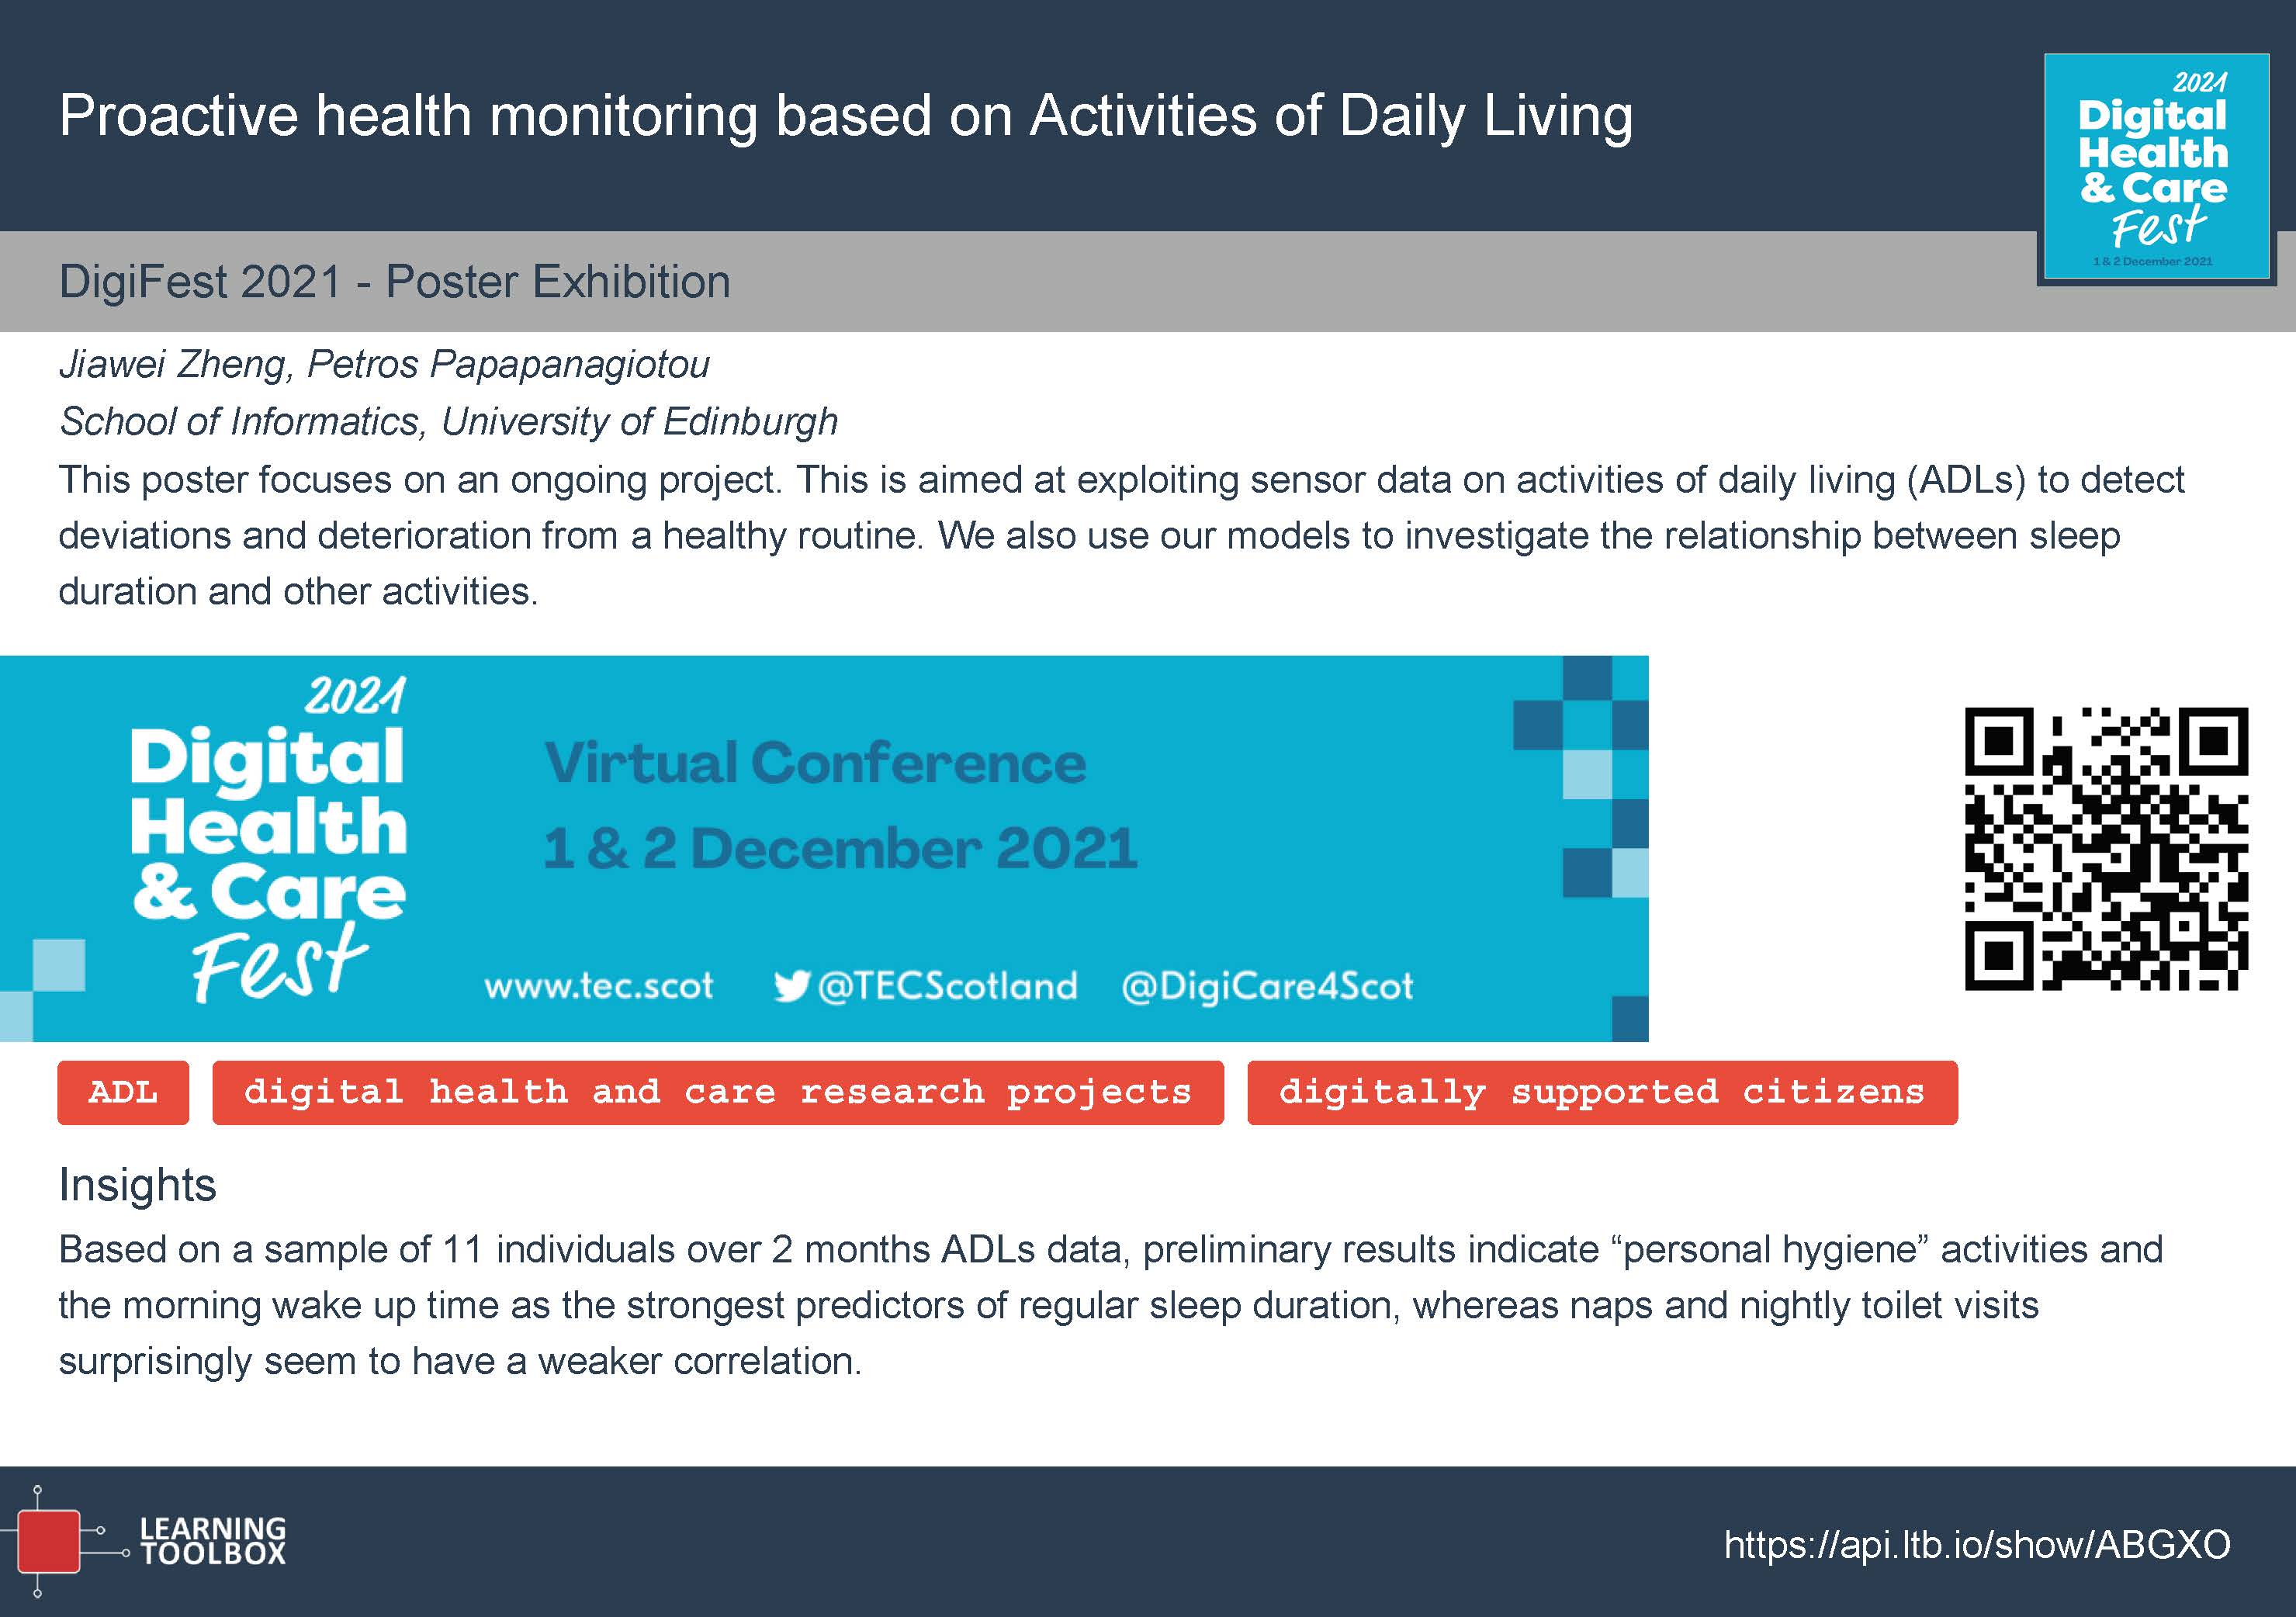 Proactive health monitoring based on Activities of Daily Living
2021
Digital
Health
& Care
Fest
1 & 2 December 2021
DigiFest 2021 - Poster Exhibition
Jiawei Zheng, Petros Papapanagiotou
School of Informatics, University of Edinburgh
This poster focuses on an ongoing project. This is aimed at exploiting sensor data on activities of daily living (ADLs) to detect
deviations and deterioration from a healthy routine. We also use our models to investigate the relationship between sleep
duration and other activities.
2021
Digital
Health
& Care
Fest
Virtual Conference
1 & 2 December 2021
www.tec.scot @TECScotland @DigiCare4Scot
ADL digital health and care research projects digitally supported citizens
Insights
Based on a sample of 11 individuals over 2 months ADLs data, preliminary results indicate “personal hygiene” activities and
the morning wake up time as the strongest predictors of regular sleep duration, whereas naps and nightly toilet visits
surprisingly seem to have a weaker correlation.
LEARNING
TOOLBOX
https://api.ltb.io/show/ABGXO